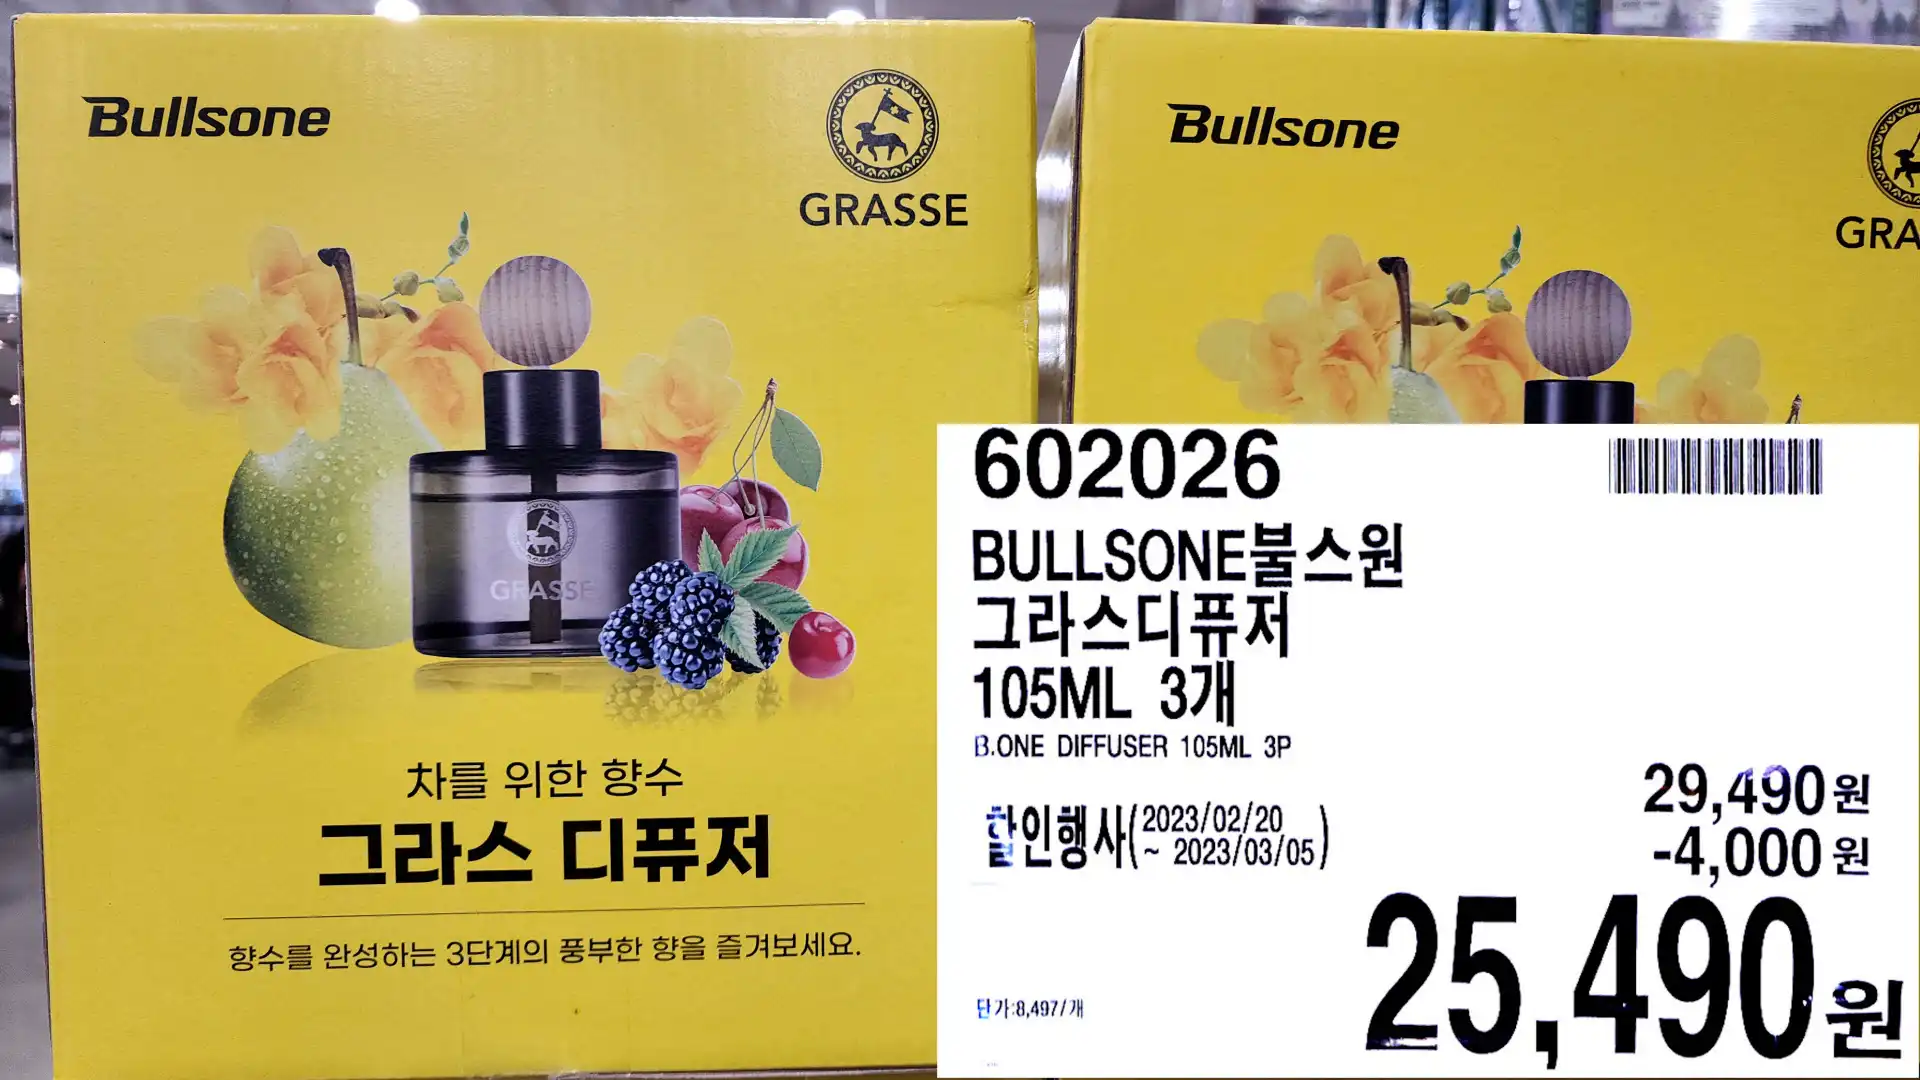 Bullsone
GRASSE
GRASSE
차를 위한 향수
그라스 디퓨저
향수를 완성하는 3단계의 풍부한 향을 즐겨보세요.
Bullsone
GRA
602026
BULLSONE불스원
그라스디퓨저
105ML 3개
B.ONE DIFFUSER 105ML 3P
29,490원
할인행사(2023/02/20
~ 2023/03/05)
-4,000원
25,490원
단가:8,497/개